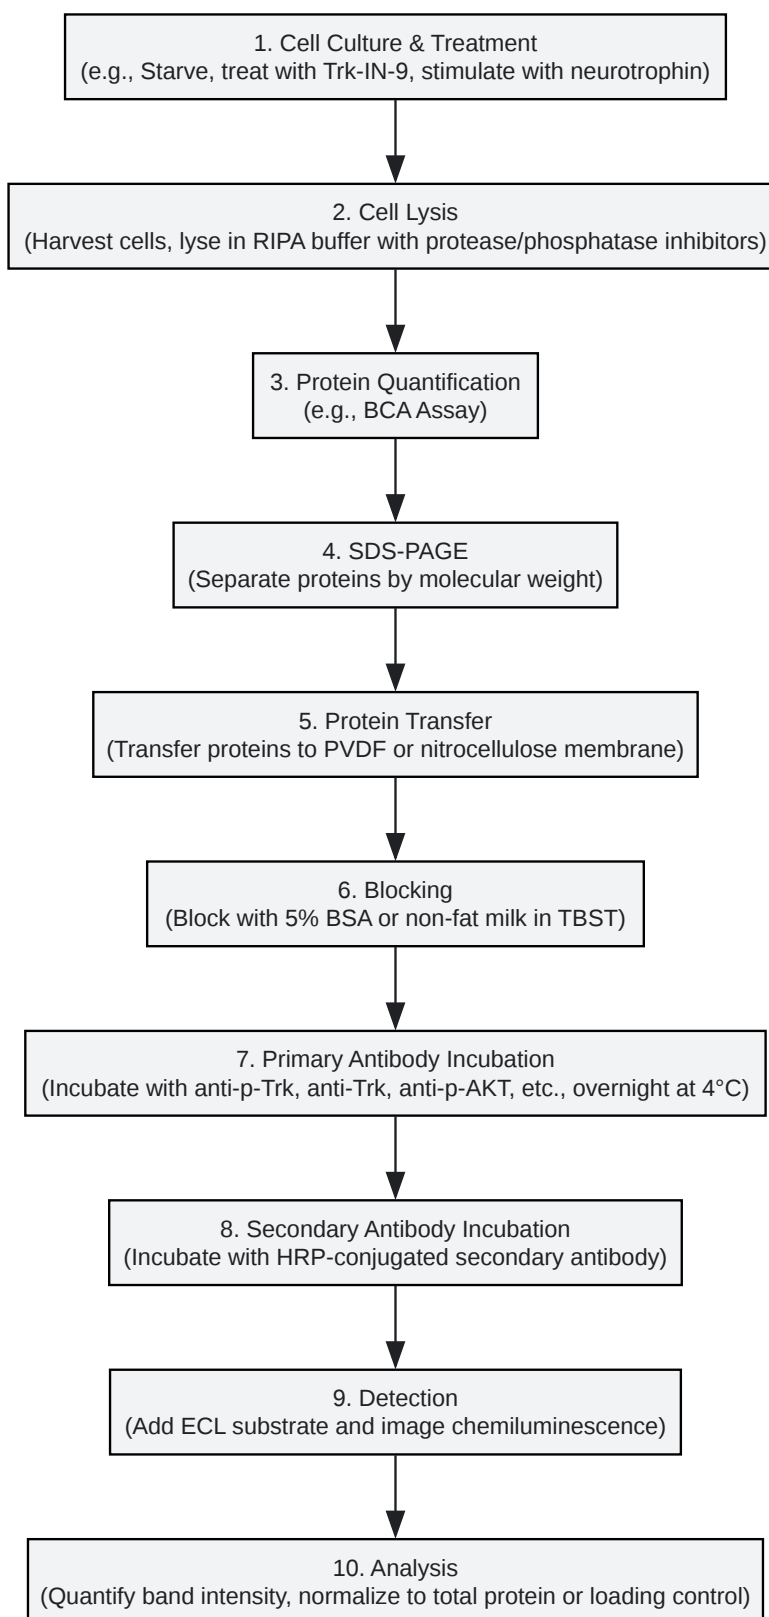 1. Cell Culture & Treatment
(e.g., Starve, treat with Trk-IN-9, stimulate with neurotrophin)
2. Cell Lysis
(Harvest cells, lyse in RIPA buffer with protease/phosphatase inhibitors)
3. Protein Quantification
(e.g., BCA Assay)
4. SDS-PAGE
(Separate proteins by molecular weight)
5. Protein Transfer
(Transfer proteins to PVDF or nitrocellulose membrane)
6. Blocking
(Block with 5% BSA or non-fat milk in TBST)
7. Primary Antibody Incubation
(Incubate with anti-p-Trk, anti-Trk, anti-p-AKT, etc., overnight at 4°C)
8. Secondary Antibody Incubation
(Incubate with HRP-conjugated secondary antibody)
9. Detection
(Add ECL substrate and image chemiluminescence)
10. Analysis
(Quantify band intensity, normalize to total protein or loading control)